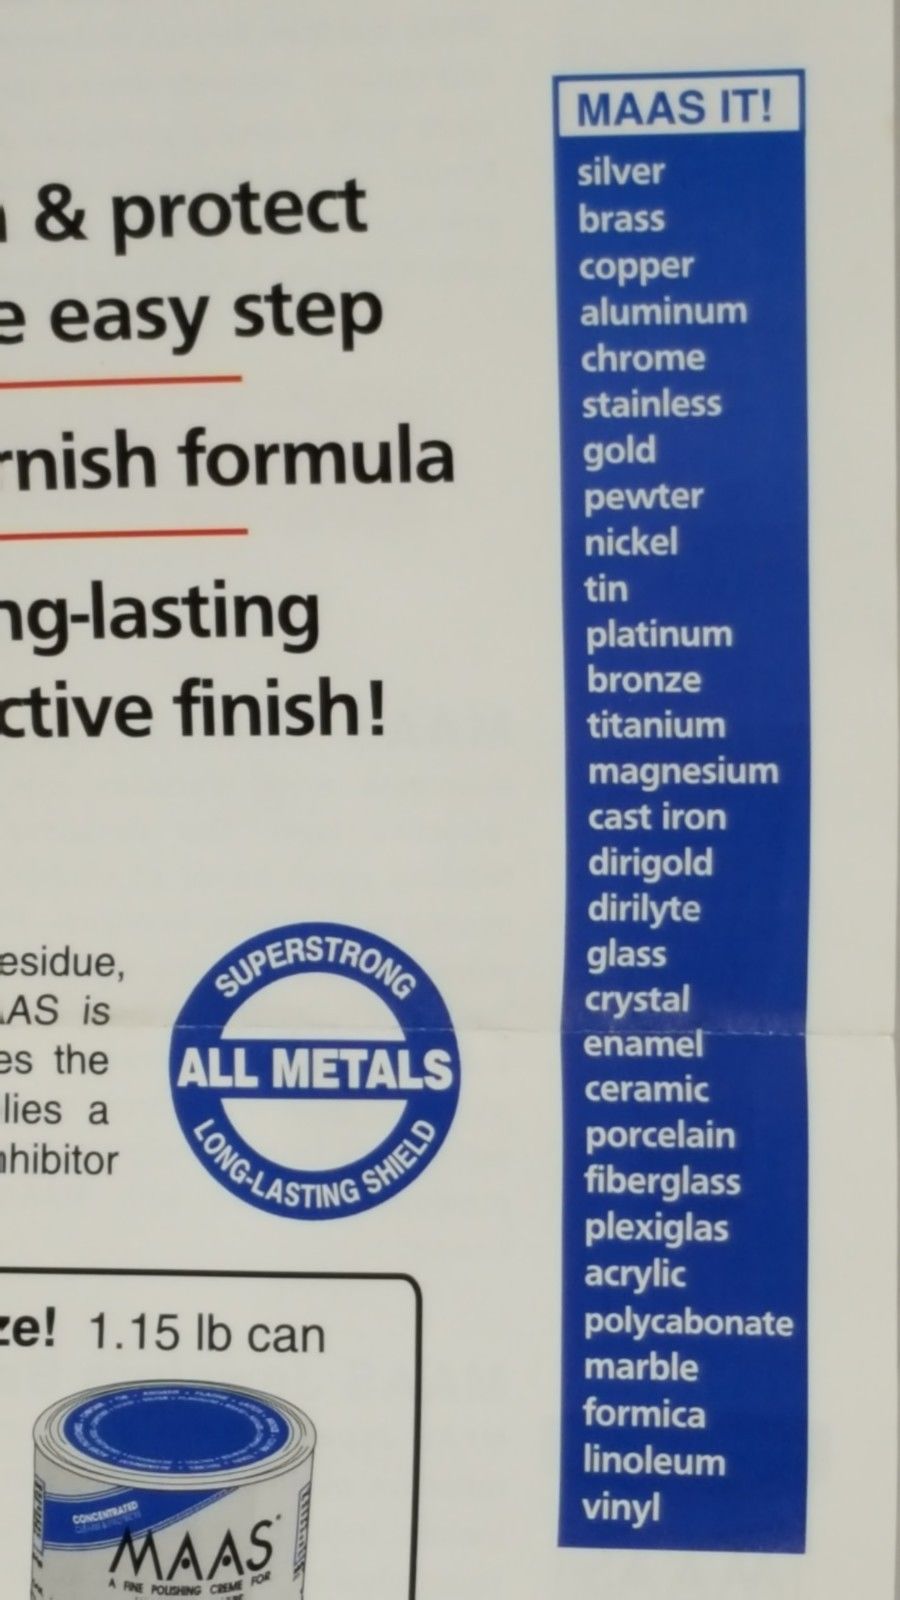 & protect
e easy step
rnish formula
ng-lasting
ctive finish!
esidue,
AAS is
es the
lies a
nhibitor
SUPERSTRONG
ALL METALS
LONG-LASTING SHIELD
ze! 1.15 lb can
CONCENTRATED
MAAS
A FINE POLISHING CREME FOR
MAAS IT!
silver
brass
copper
aluminum
chrome
stainless
gold
pewter
nickel
tin
platinum
bronze
titanium
magnesium
cast iron
dirigold
dirilyte
glass
crystal
enamel
ceramic
porcelain
fiberglass
plexiglas
acrylic
polycabonate
marble
formica
linoleum
vinyl